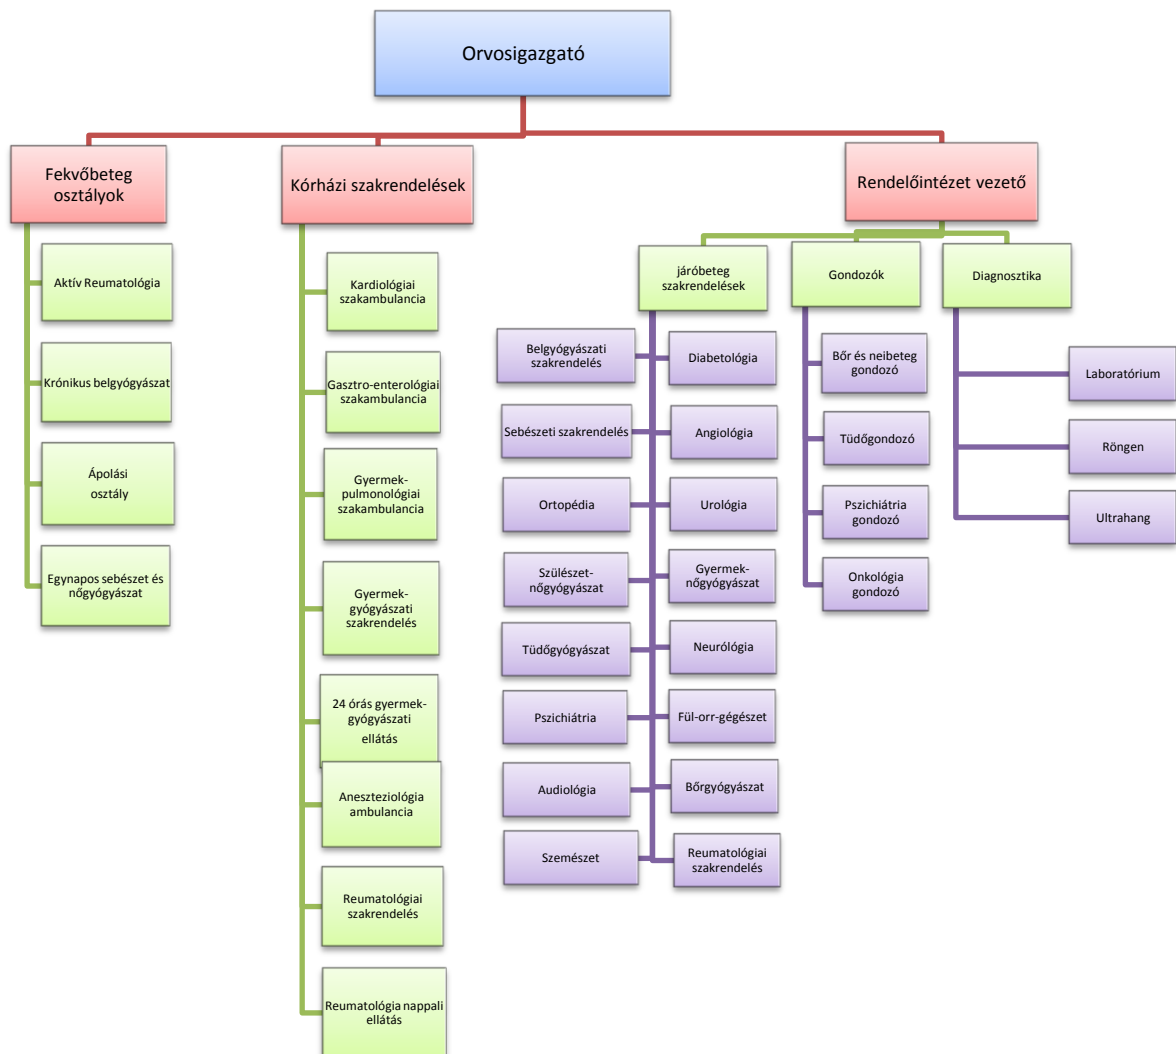 Orvosigazgató
Fekvőbeteg
osztályok
Aktív Reumatológia
Krónikus belgyógyászat
Ápolási
osztály
Egynapos sebészet és
nőgyógyászat
Kórházi szakrendelések
Kardiológiai
szakambulancia
Gasztro-enterológiai
szakambulancia
Gyermek-
pulmonológiai
szakambulancia
Gyermek-
gyógyászati
szakrendelés
24 órás gyermek-
gyógyászati
ellátás
Aneszteziológia
ambulancia
Reumatológiai
szakrendelés
Reumatológia nappali
ellátás
Rendelőintézet vezető
járóbeteg
szakrendelések
Belgyógyászati
szakrendelés
Diabetológia
Sebészeti szakrendelés
Angiológia
Ortopédia
Urológia
Szülészet-
nőgyógyászat
Gyermek-
nőgyógyászat
Tüdőgyógyászat
Neurólógia
Pszichiátria
Fül-orr-gégészet
Audiológia
Bőrgyógyászat
Szemészet
Reumatológiai
szakrendelés
Gondozók
Bőr és neibeteg
gondozó
Tüdőgondozó
Pszichiátria
gondozó
Onkológia
gondozó
Diagnosztika
Laboratórium
Röngen
Ultrahang